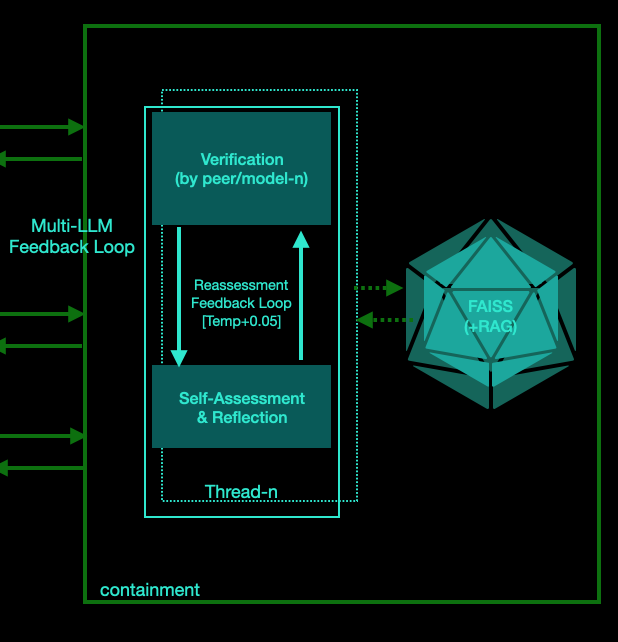 Verification
(by peer/model-n)
Multi-LLM
Feedback Loop
Reassessment
Feedback Loop
[Temp+0.05]
FAISS
(+RAG)
Self-Assessment
& Reflection
Thread-n
containment